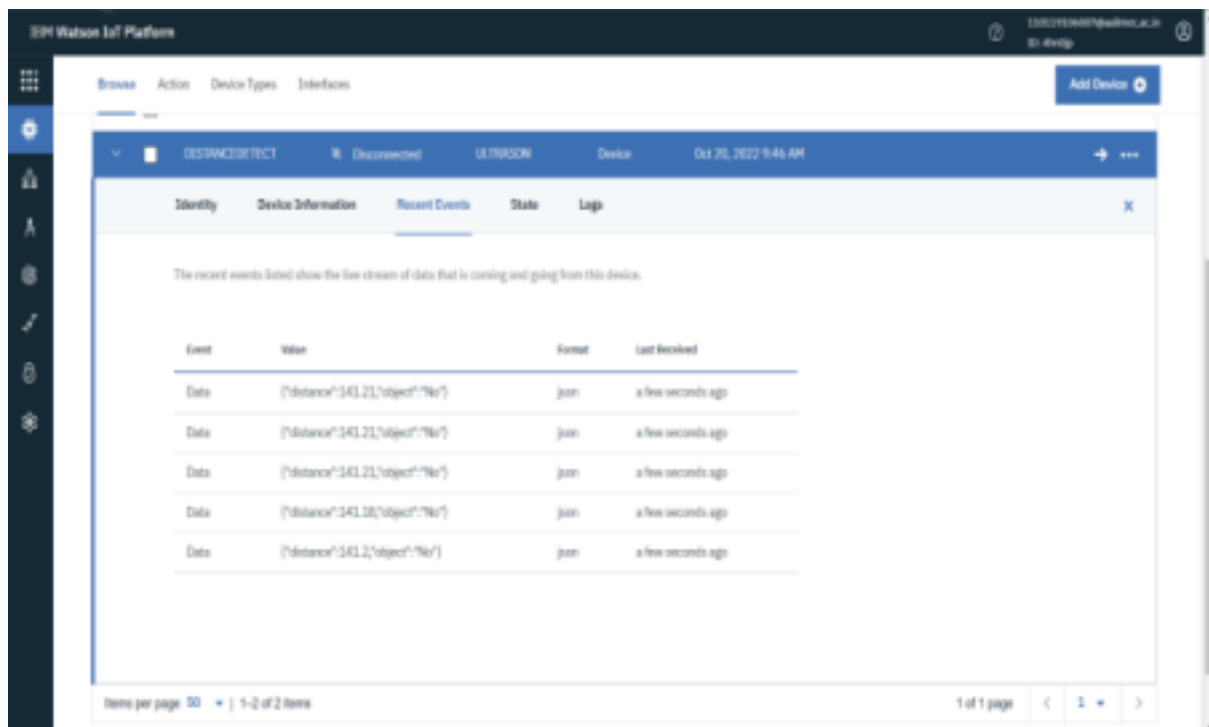 IBM Watson IoT Platform
Browse Action Device Types Interfaces
Add Device
DISTANCEDETECT Disconnected ULTRASON Device Oct 20, 2022 9:46 AM
Identity Device Information Recent Events State Logs
The recent events listed show the live stream of data that is coming and going from this device.
Event Value Format Last Received
Data {"distance":141.21,"object":"No"} json a few seconds ago
Data {"distance":141.21,"object":"No"} json a few seconds ago
Data {"distance":141.21,"object":"No"} json a few seconds ago
Data {"distance":141.18,"object":"No"} json a few seconds ago
Data {"distance":141.2,"object":"No"} json a few seconds ago
Items per page 50 | 1-2 of 2 items 1 of 1 page 1